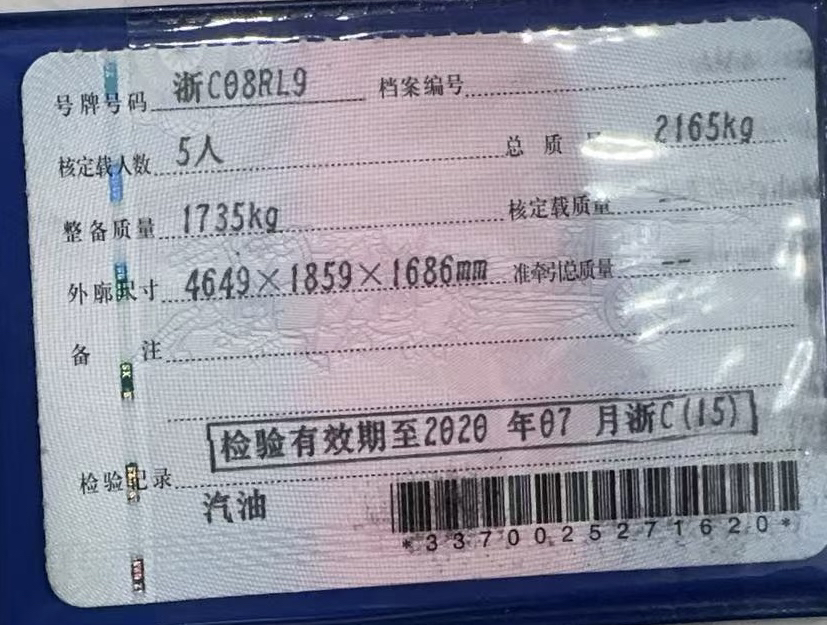 号牌号码 浙C08RL9 档案编号
核定载人数 5人 总质量 2165kg
整备质量 1735kg 核定载质量 --
外廓尺寸 4649×1859×1686mm 准牵引总质量 --
备注
检验有效期至2020 年07 月浙C(15)
检验记录
汽油
*3370025271620*